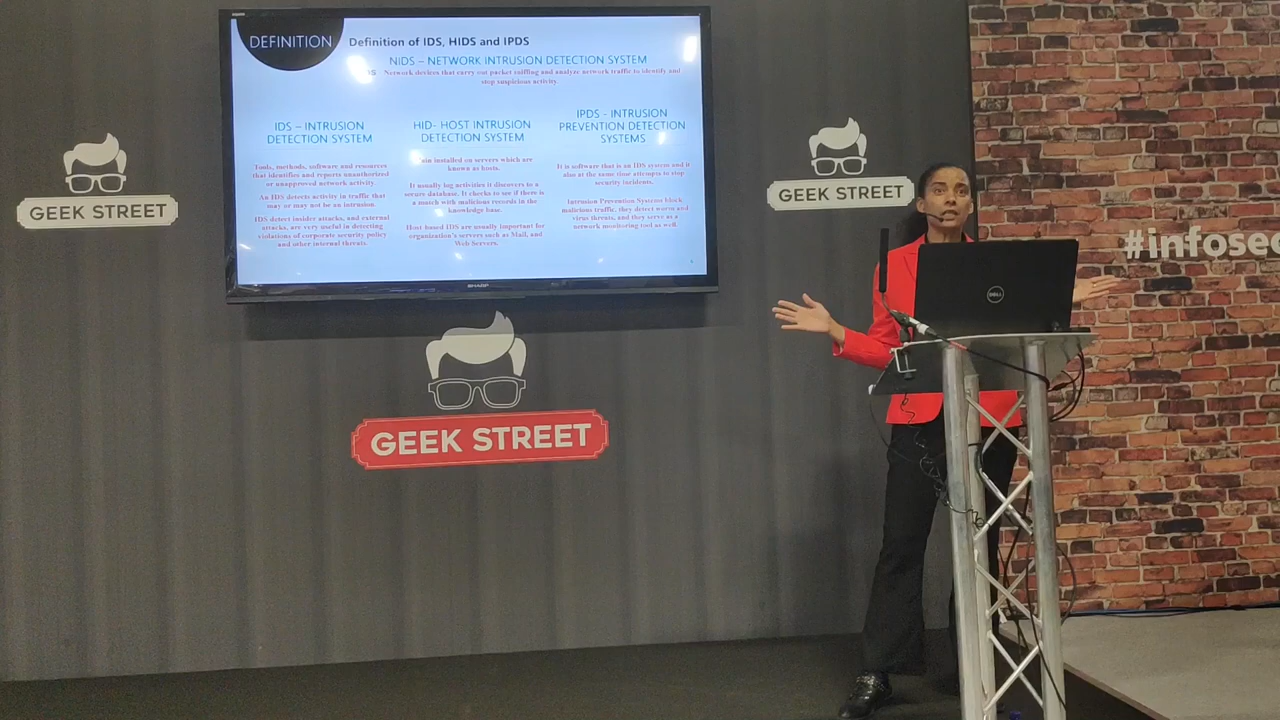 DEFINITION
Definition of IDS, HIDS and IPDS
NIDS – NETWORK INTRUSION DETECTION SYSTEM
Network devices that carry out packet sniffing and analyze network traffic to identify and
stop suspicious activity.
IDS – INTRUSION
DETECTION SYSTEM
Tools, methods, software and resources
that identifies and reports unauthorized
or unapproved network activity.
An IDS detects activity in traffic that
may or may not be an intrusion.
IDS detect insider attacks, and external
attacks, are very useful in detecting
violations of corporate security policy
and other internal threats.
HID- HOST INTRUSION
DETECTION SYSTEM
installed on servers which are
known as hosts.
It usually log activities it discovers to a
secure database. It checks to see if there is
a match with malicious records in the
knowledge base.
Host based IDS are usually important for
organization's servers such as Mail, and
Web Servers.
IPDS - INTRUSION
PREVENTION DETECTION
SYSTEMS
It is software that is an IDS system and it
also at the same time attempts to stop
security incidents.
Intrusion Prevention Systems block
malicious traffic, they detect worm and
virus threats, and they serve as a
network monitoring tool as well.
SHARP
GEEK STREET
GEEK STREET
GEEK STREET
DELL
#infosec